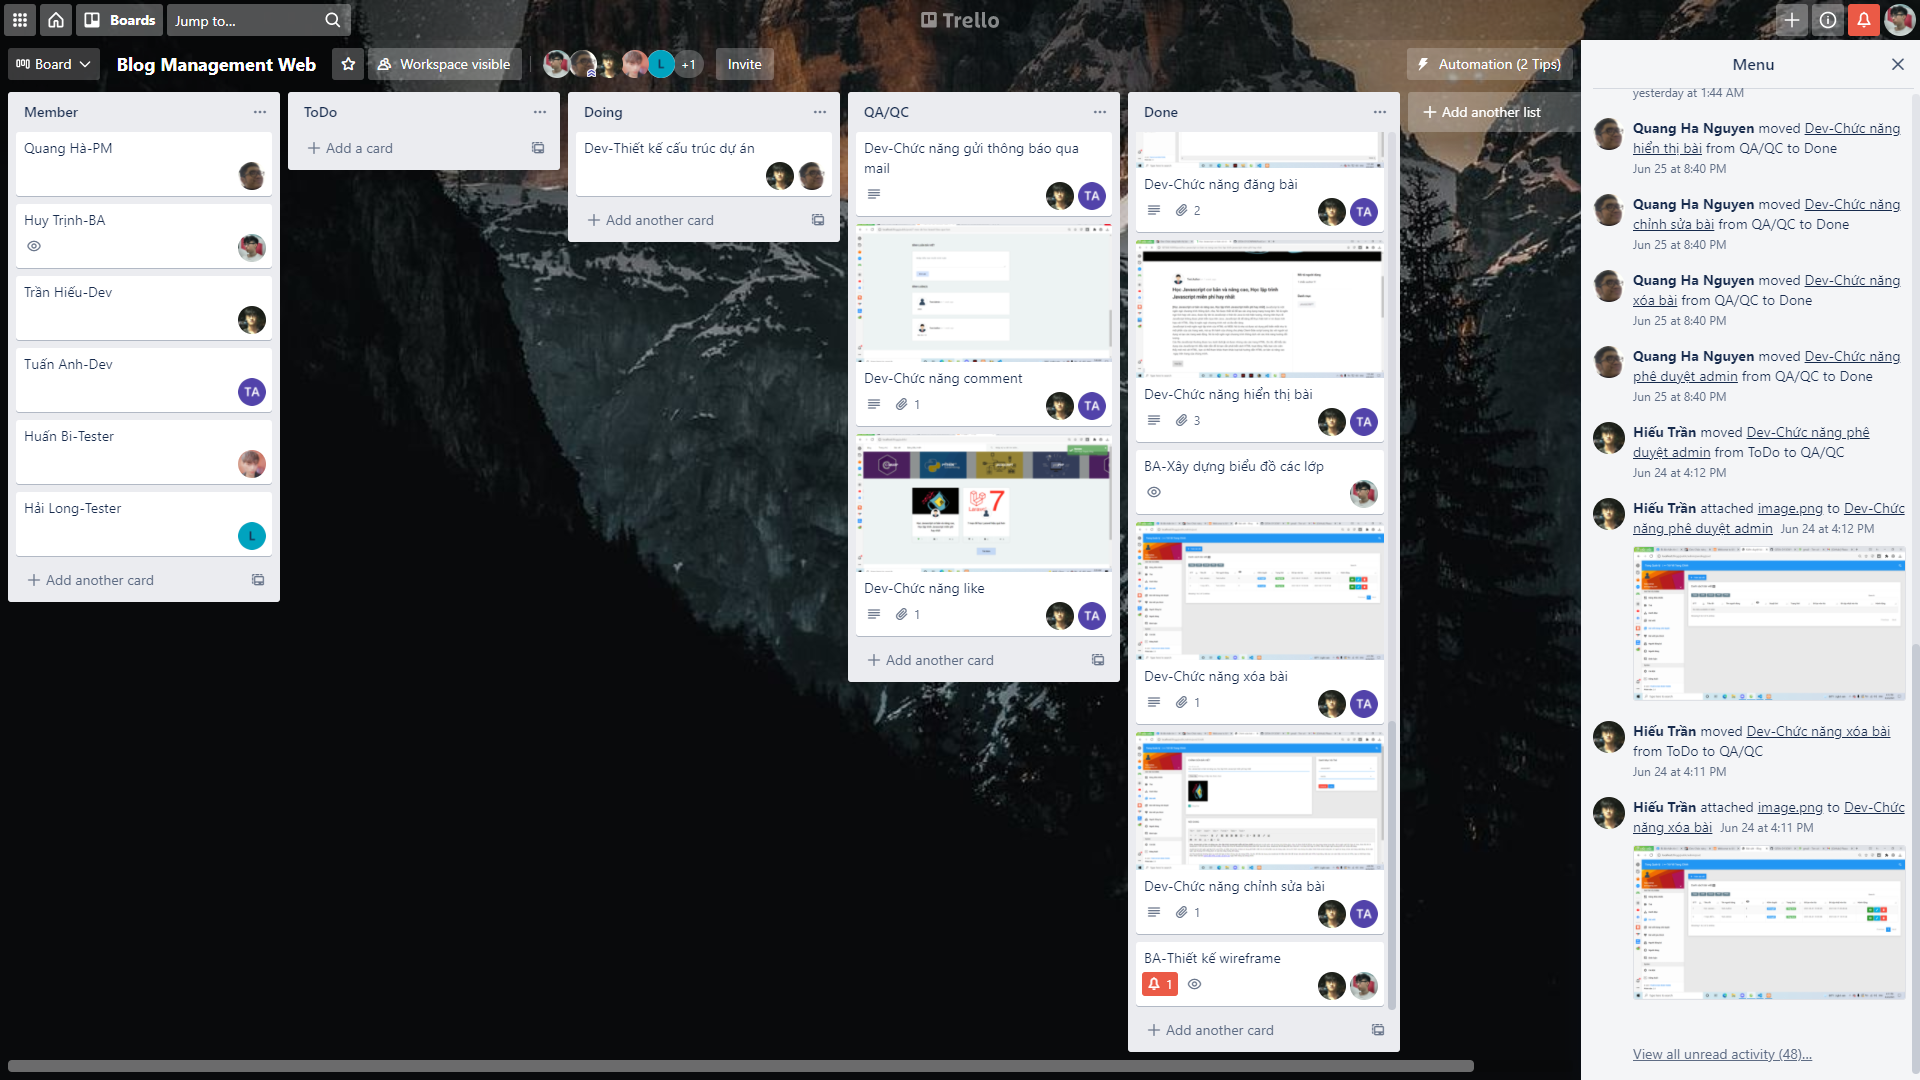 Boards
Jump to...
Trello
Board
Blog Management Web
Workspace visible
L
+1
Invite
Automation (2 Tips)
Member
Quang Hà-PM
Huy Trịnh-BA
Trần Hiếu-Dev
Tuấn Anh-Dev
TA
Huấn Bi-Tester
Hải Long-Tester
L
Add another card
ToDo
Add a card
Doing
Dev-Thiết kế cấu trúc dự án
Add another card
QA/QC
Dev-Chức năng gửi thông báo qua
mail
TA
Dev-Chức năng comment
1
TA
Dev-Chức năng like
1
TA
Add another card
Done
Dev-Chức năng đăng bài
2
TA
Học Javascript cơ bản và nâng cao, Học lập trình
Javascript miễn phí hay nhất
Dev-Chức năng hiển thị bài
3
TA
BA-Xây dựng biểu đồ các lớp
Dev-Chức năng xóa bài
1
TA
Dev-Chức năng chỉnh sửa bài
1
TA
BA-Thiết kế wireframe
1
Add another card
Add another list
Menu
yesterday at 1:44 AM
Quang Ha Nguyen moved Dev-Chức năng
hiển thị bài from QA/QC to Done
Jun 25 at 8:40 PM
Quang Ha Nguyen moved Dev-Chức năng
chỉnh sửa bài from QA/QC to Done
Jun 25 at 8:40 PM
Quang Ha Nguyen moved Dev-Chức năng
xóa bài from QA/QC to Done
Jun 25 at 8:40 PM
Quang Ha Nguyen moved Dev-Chức năng
phê duyệt admin from QA/QC to Done
Jun 25 at 8:40 PM
Hiếu Trần moved Dev-Chức năng phê
duyệt admin from ToDo to QA/QC
Jun 24 at 4:12 PM
Hiếu Trần attached image.png to Dev-Chức
năng phê duyệt admin Jun 24 at 4:12 PM
Hiếu Trần moved Dev-Chức năng xóa bài
from ToDo to QA/QC
Jun 24 at 4:11 PM
Hiếu Trần attached image.png to Dev-Chức
năng xóa bài Jun 24 at 4:11 PM
View all unread activity (48)...